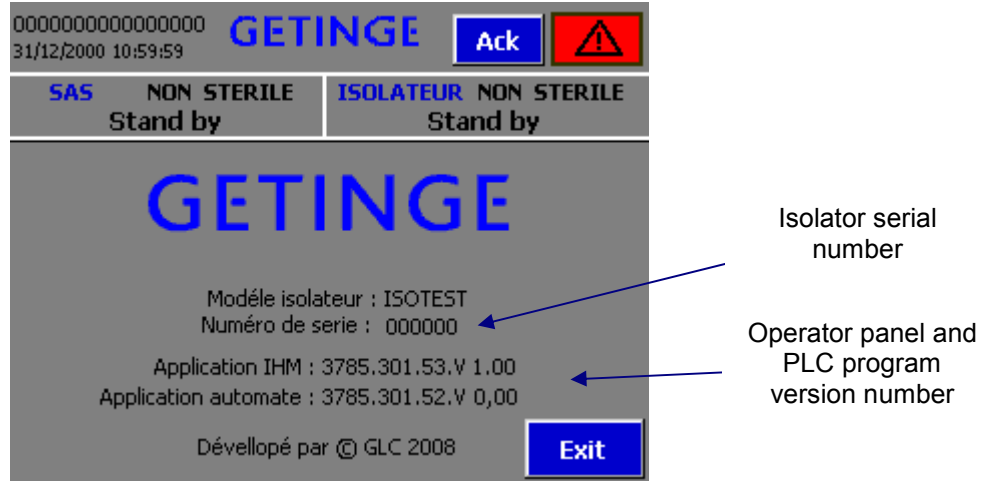 0000000000000000
31/12/2000 10:59:59
GETINGE
Ack
SAS NON STERILE
Stand by
ISOLATEUR NON STERILE
Stand by
GETINGE
Modéle isolateur : ISOTEST
Numéro de serie : 000000
Application IHM : 3785.301.53.V 1.00
Application automate : 3785.301.52.V 0,00
Dévellopé par © GLC 2008
Exit
Isolator serial
number
Operator panel and
PLC program
version number